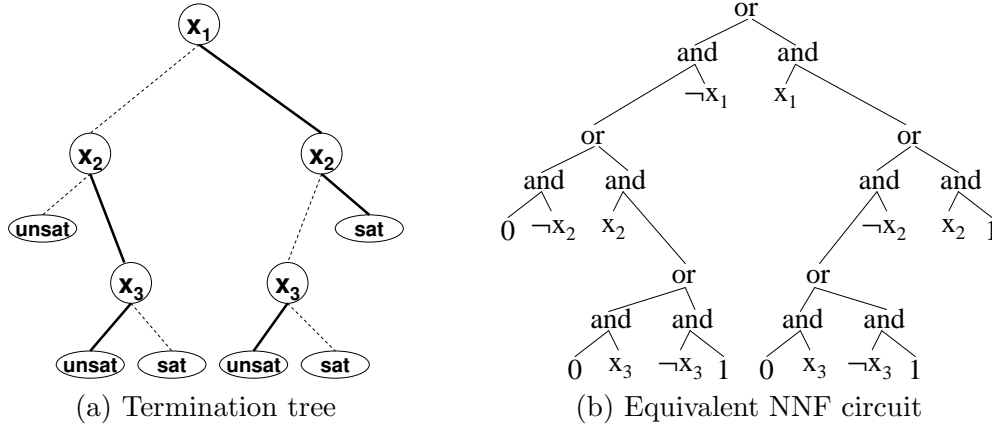 x₁
x₂ x₂
unsat sat
x₃ x₃
unsat sat unsat sat
(a) Termination tree
or
and and
¬x₁ x₁
or or
and and and and
0 ¬x₂ x₂ ¬x₂ x₂ 1
or or
and and and and
0 x₃ ¬x₃ 1 0 x₃ ¬x₃ 1
(b) Equivalent NNF circuit